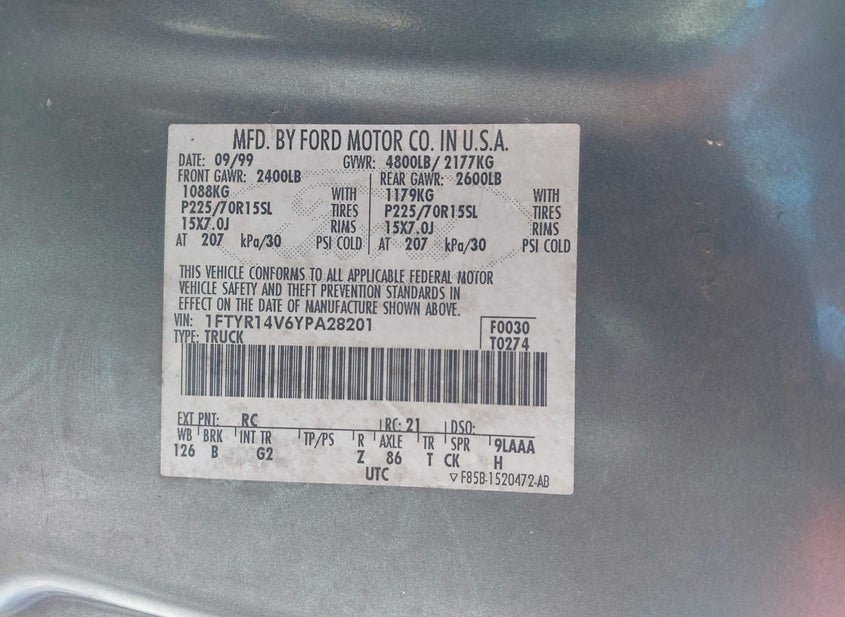 MFD. BY FORD MOTOR CO. IN U.S.A.
DATE: 09/99 GVWR: 4800LB/ 2177KG
FRONT GAWR: 2400LB REAR GAWR: 2600LB
1088KG WITH 1179KG WITH
P225/70R15SL TIRES P225/70R15SL TIRES
15X7.0J RIMS 15X7.0J RIMS
AT 207 kPa/30 PSI COLD AT 207 kPa/30 PSI COLD
THIS VEHICLE CONFORMS TO ALL APPLICABLE FEDERAL MOTOR
VEHICLE SAFETY AND THEFT PREVENTION STANDARDS IN
EFFECT ON THE DATE OF MANUFACTURE SHOWN ABOVE.
VIN: 1FTYR14V6YPA28201 F0030
TYPE: TRUCK T0274
EXT PNT: RC RC: 21 DSO:
WB BRK INT TR TP/PS R AXLE TR SPR 9LAAA
126 B G2 Z 86 T CK H
UTC ▽ F85B-1520472-AB